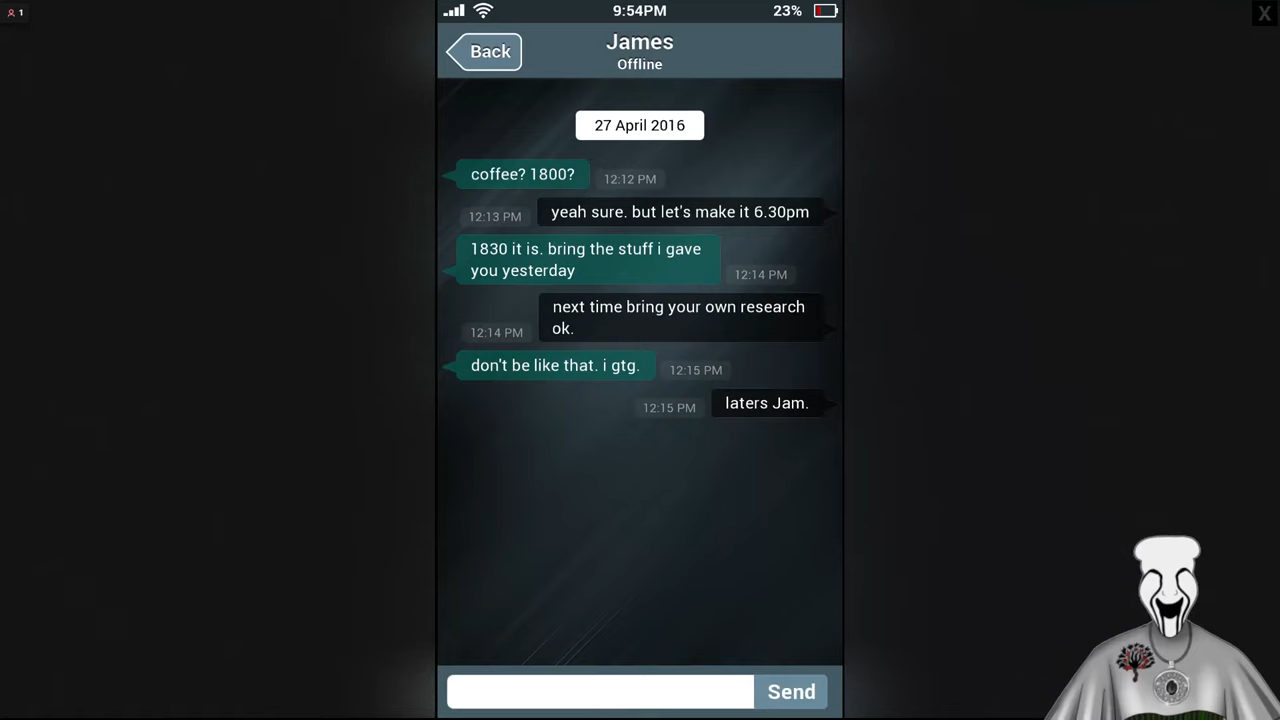 1
X
9:54PM
23%
Back
James
Offline
27 April 2016
coffee? 1800?
12:12 PM
12:13 PM
yeah sure. but let's make it 6.30pm
1830 it is. bring the stuff i gave
you yesterday
12:14 PM
next time bring your own research
ok.
12:14 PM
don't be like that. i gtg.
12:15 PM
12:15 PM
laters Jam.
Send